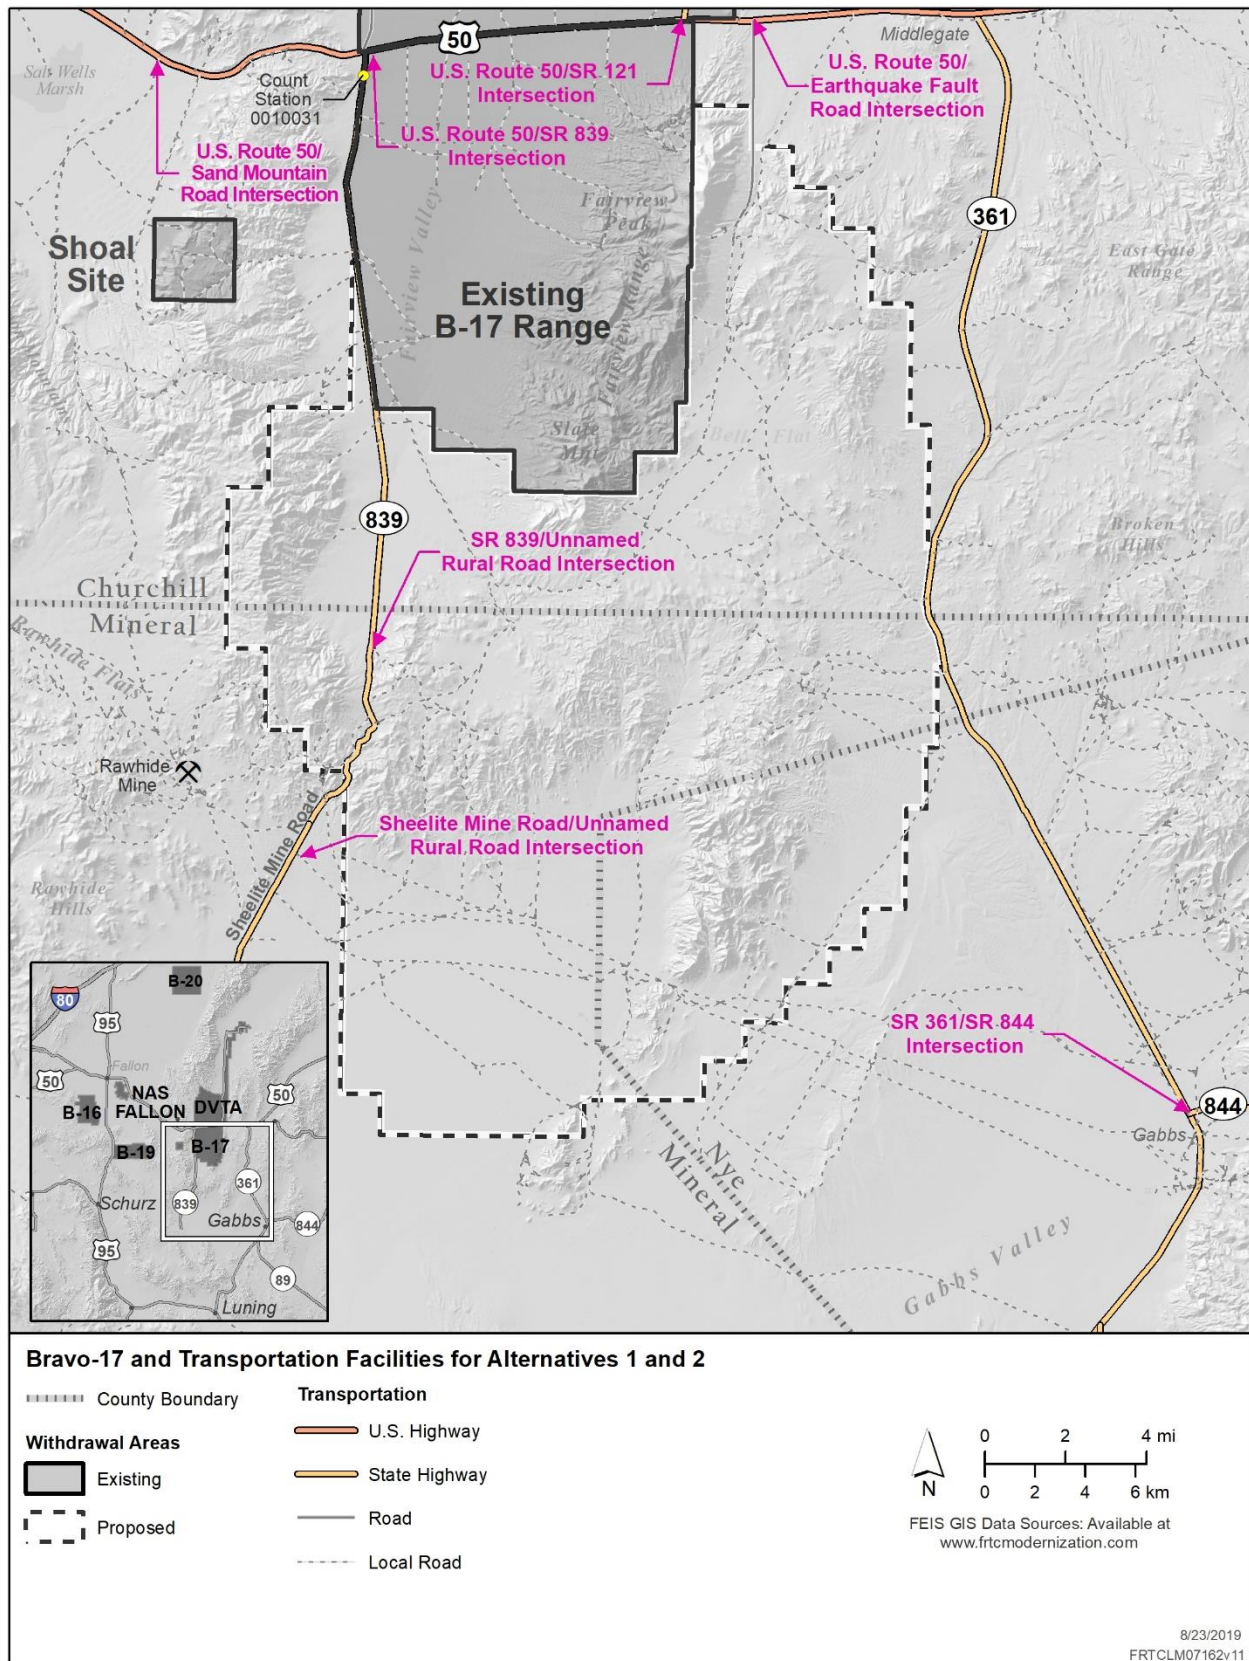 50
Middlegate
Salt Wells
Marsh
Count
Station
0010031
U.S. Route 50/SR 121
Intersection
U.S. Route 50/
Earthquake Fault
Road Intersection
U.S. Route 50/SR 839
Intersection
U.S. Route 50/
Sand Mountain
Road Intersection
Fairview Valley
Fairview
Peak
361
Shoal
Site
East Gate
Range
Existing
B-17 Range
Fairview Range
Mountains
Slate
Mnt
Bell Flat
839
SR 839/Unnamed
Rural Road Intersection
Broken
Hills
Churchill
Mineral
Rawhide Flats
Rawhide
Mine
Sheelite Mine Road
Sheelite Mine Road/Unnamed
Rural Road Intersection
Rawhide
Hills
SR 361/SR 844
Intersection
844
Gabbs
Nye
Mineral
Gabbs Valley
B-20
80
95
Fallon
50
NAS
FALLON
DVTA
50
B-16
B-19
B-17
361
Schurz
839
Gabbs
844
95
89
Luning
Bravo-17 and Transportation Facilities for Alternatives 1 and 2
County Boundary
Withdrawal Areas
Existing
Proposed
Transportation
U.S. Highway
State Highway
Road
Local Road
N
0 2 4 mi
0 2 4 6 km
FEIS GIS Data Sources: Available at
www.frtcmodernization.com
8/23/2019
FRTCLM07162v11